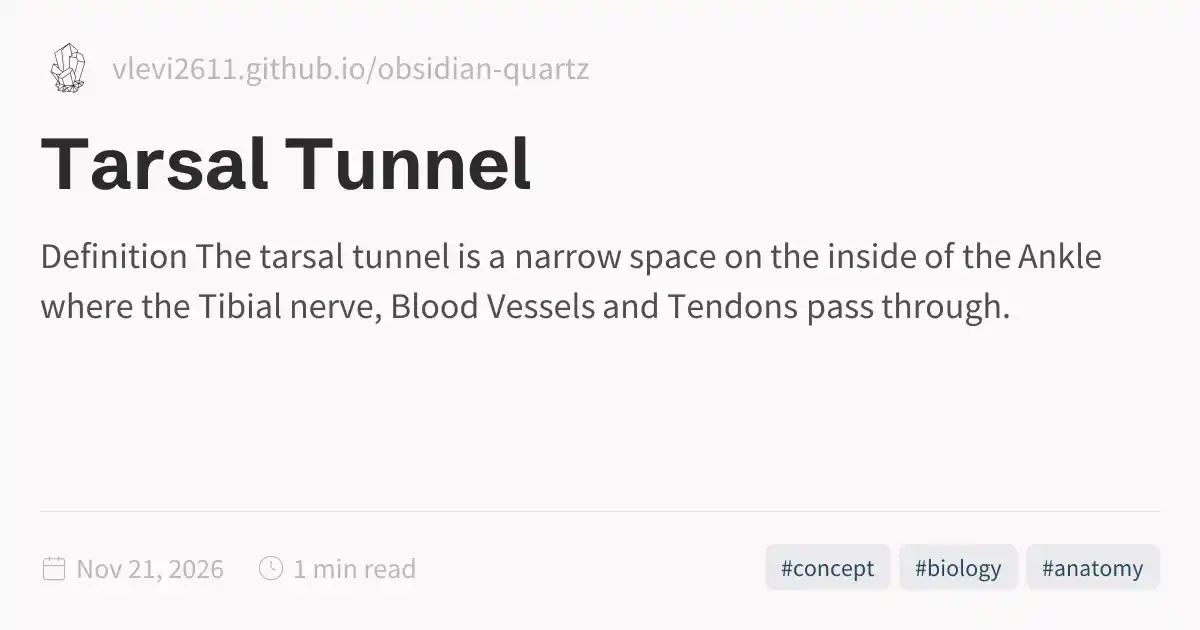 vlevi2611.github.io/obsidian-quartz
Tarsal Tunnel
Definition The tarsal tunnel is a narrow space on the inside of the Ankle
where the Tibial nerve, Blood Vessels and Tendons pass through.
Nov 21, 2026 1 min read #concept #biology #anatomy